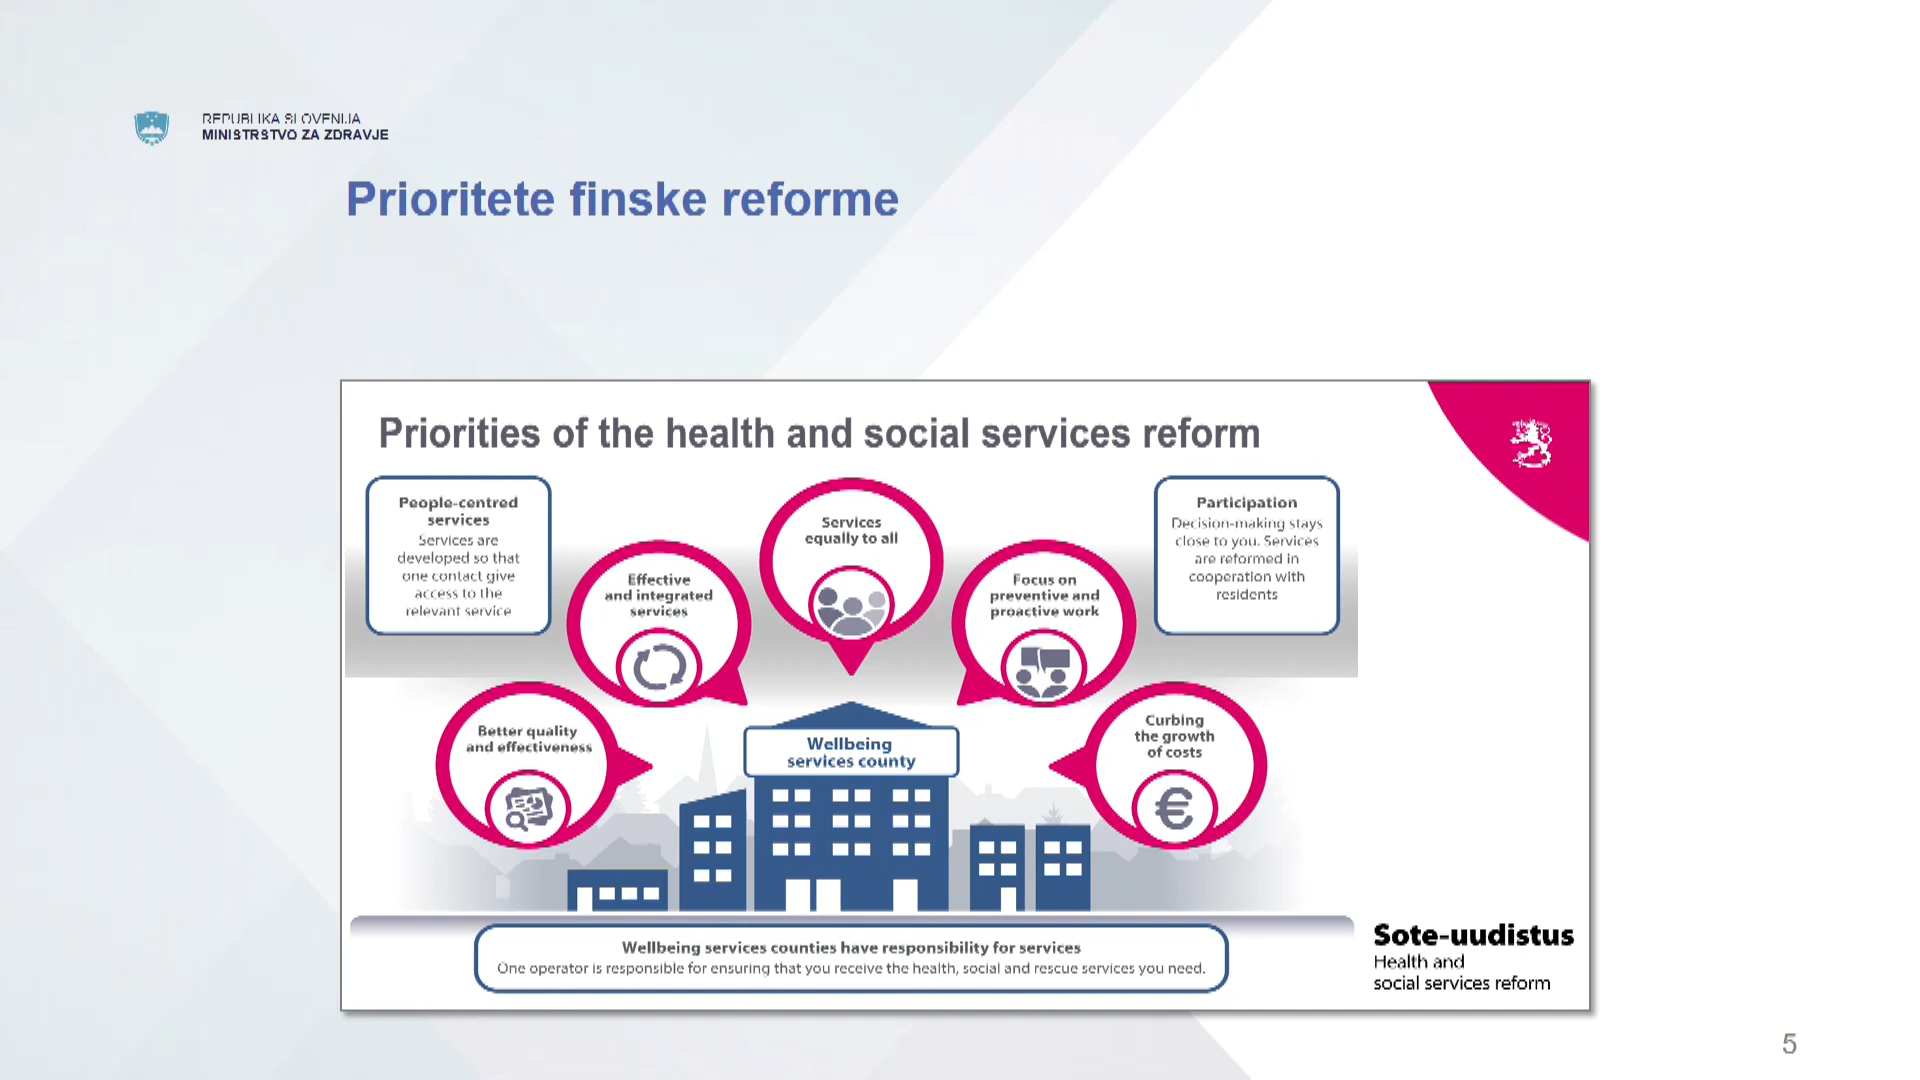 REPUBLIKA SLOVENIJA
MINISTRSTVO ZA ZDRAVJE
Prioritete finske reforme
Priorities of the health and social services reform
People-centred
services
Services are
developed so that
one contact give
access to the
relevant service
Effective
and integrated
services
Services
equally to all
Focus on
preventive and
proactive work
Participation
Decision-making stays
close to you. Services
are reformed in
cooperation with
residents
Better quality
and effectiveness
Wellbeing
services county
Curbing
the growth
of costs
€
Wellbeing services counties have responsibility for services
One operator is responsible for ensuring that you receive the health, social and rescue services you need.
Sote-uudistus
Health and
social services reform
5